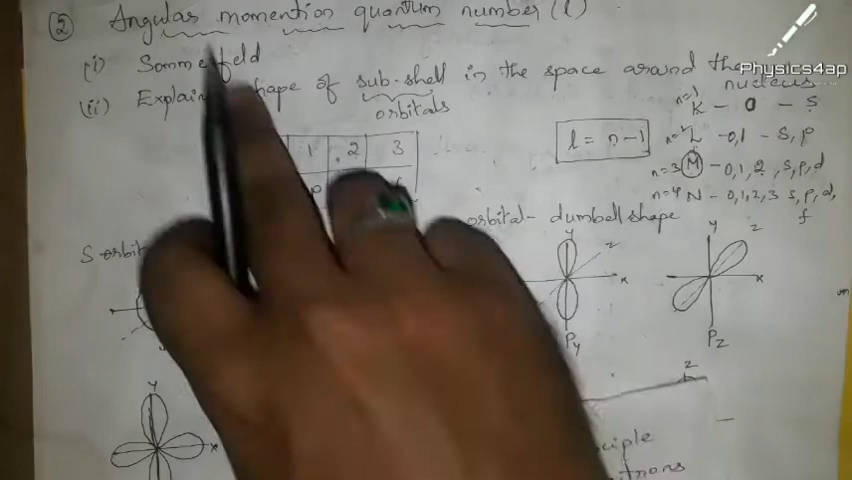 ② Angular momention quantum number (l)
(i) Sommerfeld
(ii) Explain shape of sub-shell in the space around the nucleus
orbitals
Physics4ap
n=1 K - 0 - S
n=2 L - 0,1 - S, p
n=3 M - 0,1,2, S, p, d
n=4 N - 0,1,2,3 S, p, d, f
l = n-1
1 2 3
S orbit
orbital - dumbell shape
Y z x
Py
Y z x
Pz
Y x
z
ciple
trons